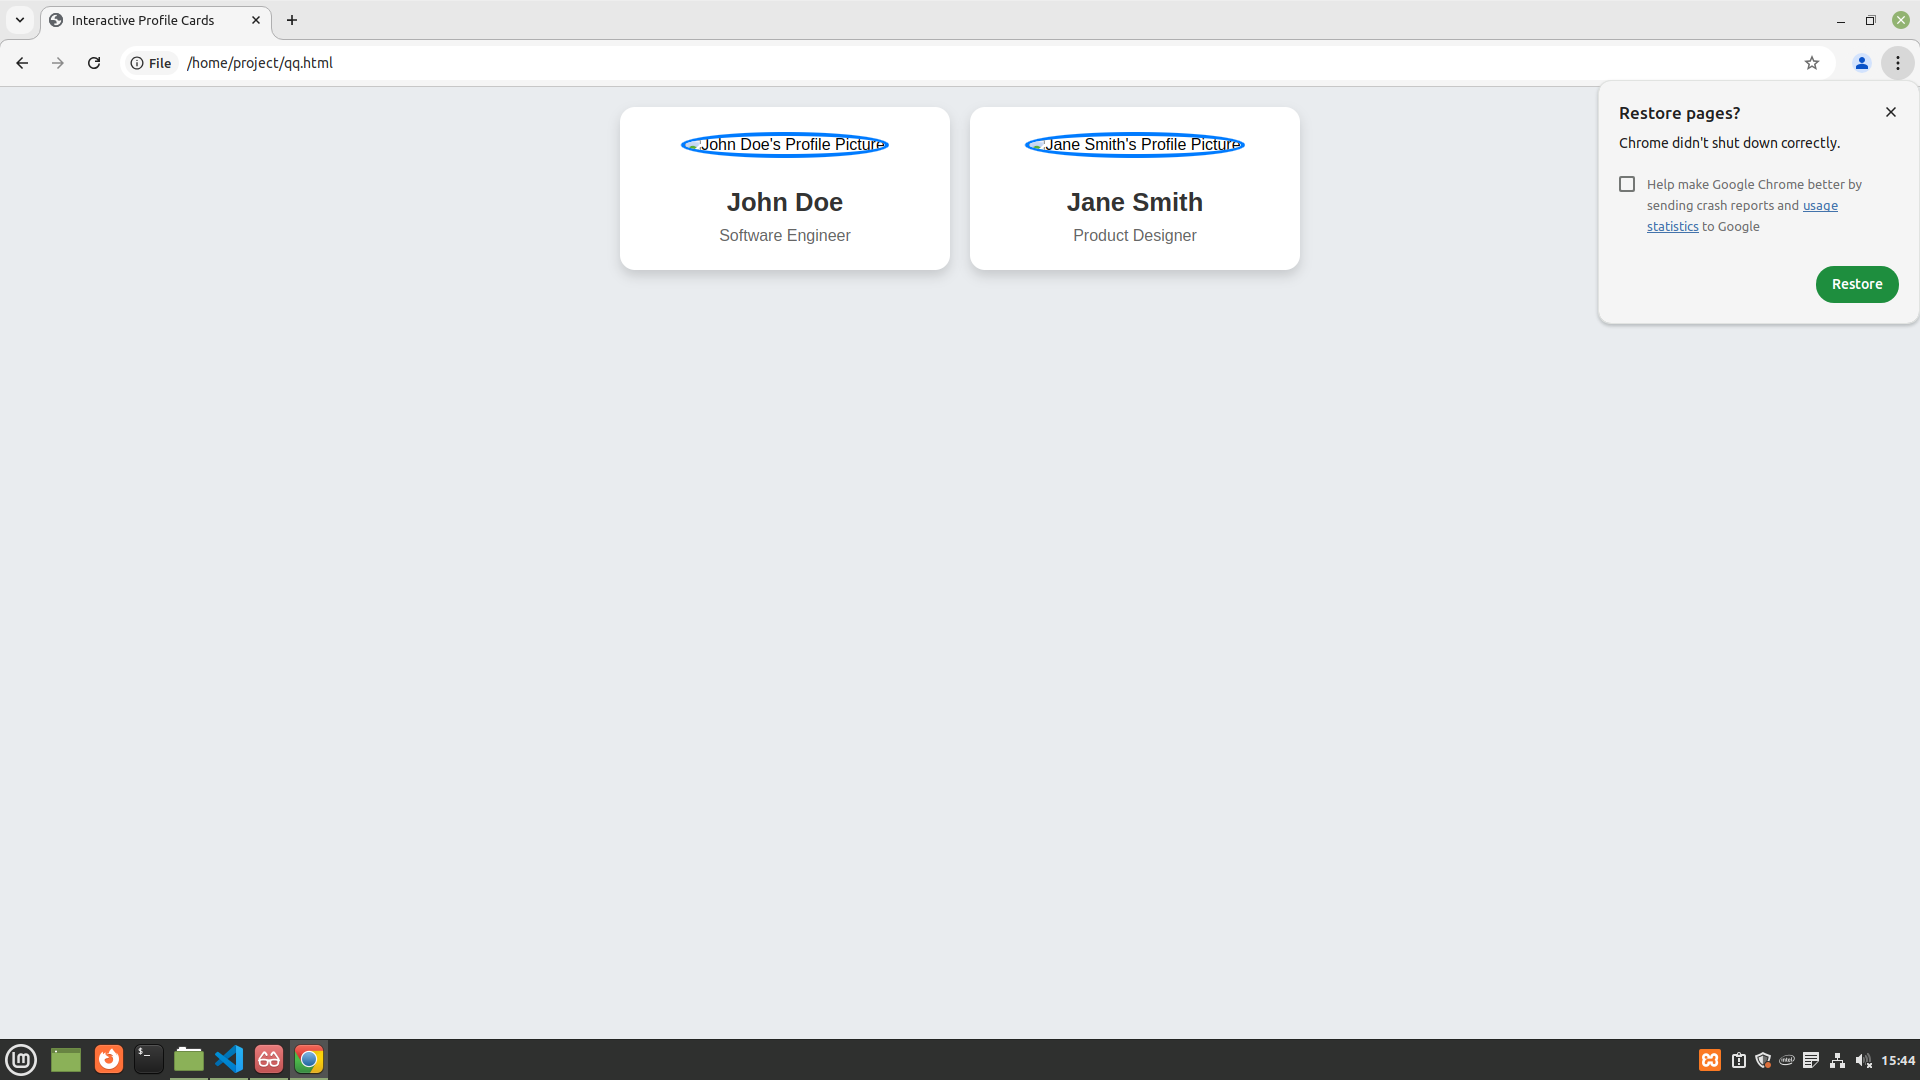 Interactive Profile Cards
File
/home/project/qq.html
Restore pages?
Chrome didn't shut down correctly.
Help make Google Chrome better by
sending crash reports and usage
statistics to Google
Restore
John Doe's Profile Picture
John Doe
Software Engineer
Jane Smith's Profile Picture
Jane Smith
Product Designer
$_
intel
15:44